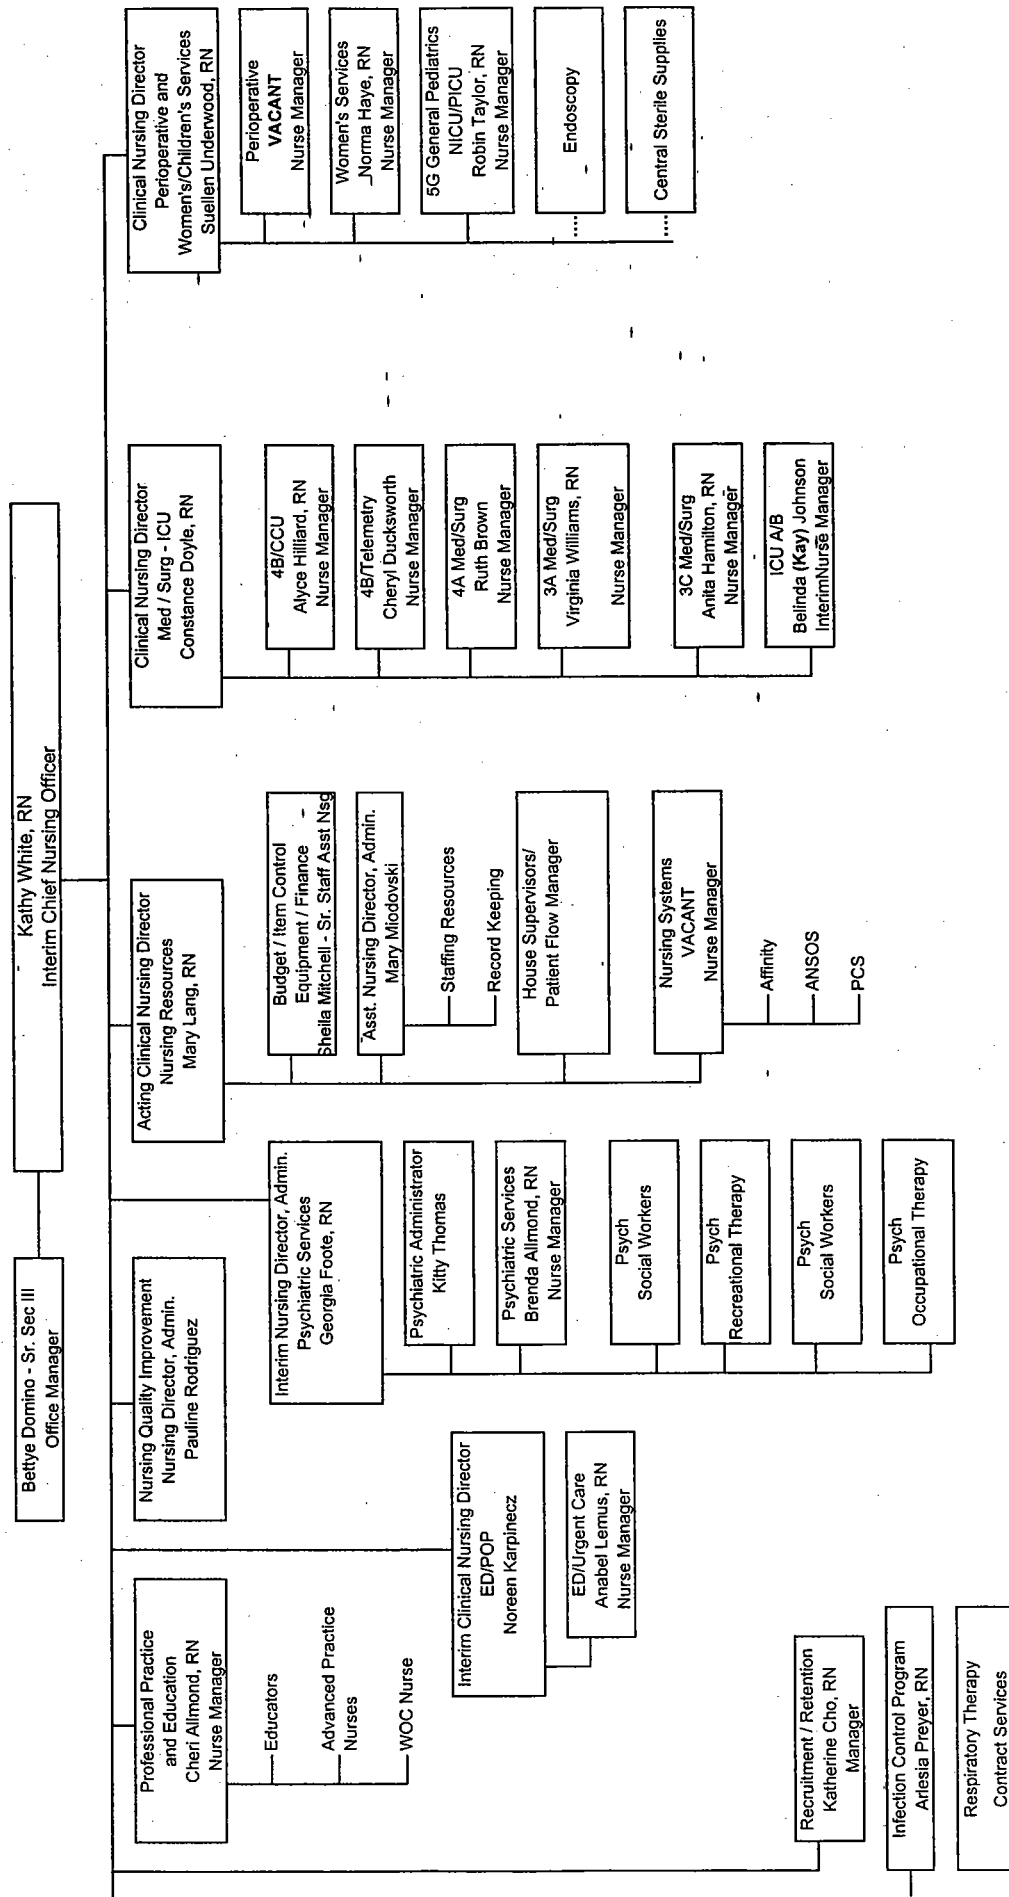 Kathy White, RN
Interim Chief Nursing Officer
Bettye Domino - Sr. Sec III
Office Manager
Professional Practice
and Education
Cheri Allmond, RN
Nurse Manager
Educators
Advanced Practice
Nurses
WOC Nurse
Nursing Quality Improvement
Nursing Director, Admin.
Pauline Rodriguez
Interim Clinical Nursing Director
ED/POP
Noreen Karpinecz
ED/Urgent Care
Anabel Lemus, RN
Nurse Manager
Recruitment / Retention
Katherine Cho, RN
Manager
Infection Control Program
Arlesia Preyer, RN
Respiratory Therapy
Contract Services
Interim Nursing Director, Admin.
Psychiatric Services
Georgia Foote, RN
Psychiatric Administrator
Kitty Thomas
Psychiatric Services
Brenda Allmond, RN
Nurse Manager
Psych
Social Workers
Psych
Recreational Therapy
Psych
Social Workers
Psych
Occupational Therapy
Acting Clinical Nursing Director
Nursing Resources
Mary Lang, RN
Budget / Item Control
Equipment / Finance
Sheila Mitchell - Sr. Staff Asst Nsg
Asst. Nursing Director, Admin.
Mary Miodovski
Staffing Resources
Record Keeping
House Supervisors/
Patient Flow Manager
Nursing Systems
VACANT
Nurse Manager
Affinity
ANSOS
PCS
Clinical Nursing Director
Med / Surg - ICU
Constance Doyle, RN
4B/CCU
Alyce Hilliard, RN
Nurse Manager
4B/Telemetry
Cheryl Ducksworth
Nurse Manager
4A Med/Surg
Ruth Brown
Nurse Manager
3A Med/Surg
Virginia Williams, RN
Nurse Manager
3C Med/Surg
Anita Hamilton, RN
Nurse Manager
ICU A/B
Belinda (Kay) Johnson
InterimNurse Manager
Clinical Nursing Director
Perioperative and
Women's/Children's Services
Suellen Underwood, RN
Perioperative
VACANT
Nurse Manager
Women's Services
Norma Haye, RN
Nurse Manager
5G General Pediatrics
NICU/PICU
Robin Taylor, RN
Nurse Manager
Endoscopy
Central Sterile Supplies